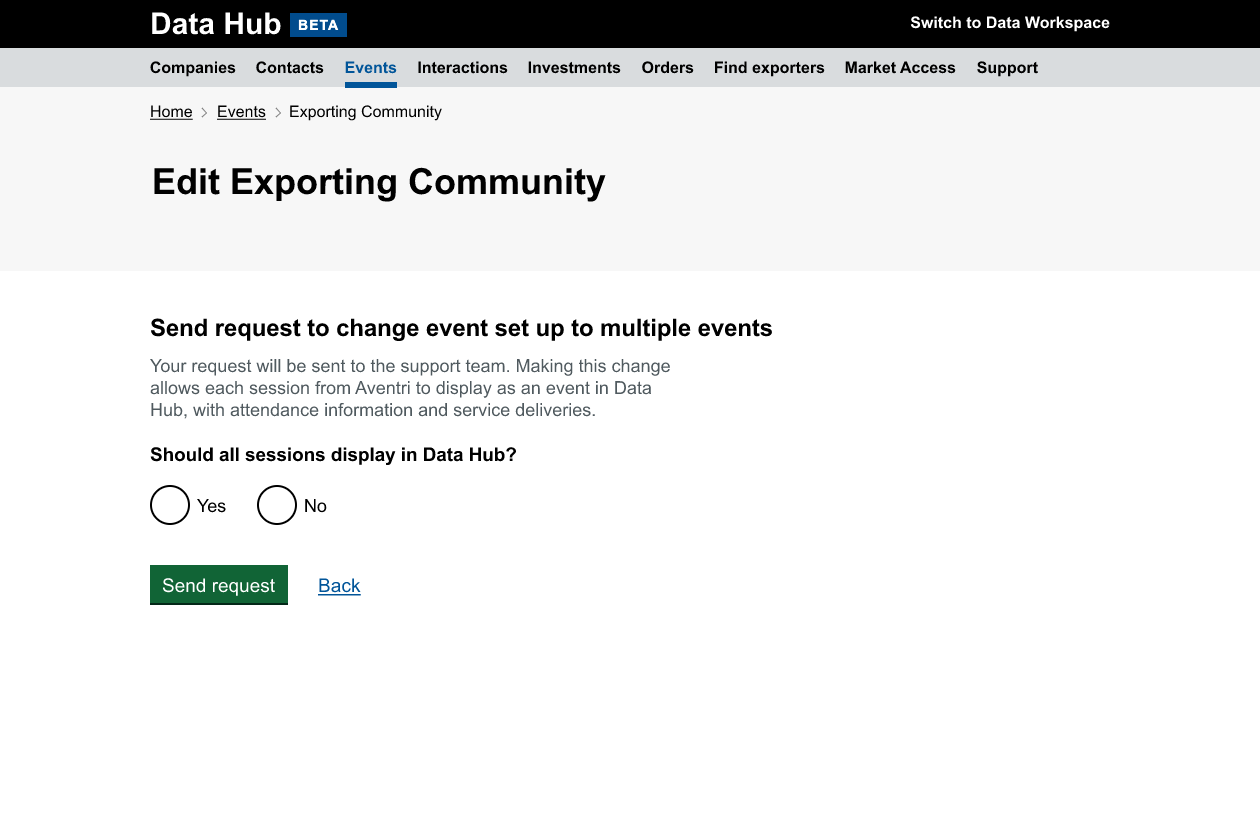 Data Hub BETA
Switch to Data Workspace
Companies Contacts Events Interactions Investments Orders Find exporters Market Access Support
Home Events Exporting Community
Edit Exporting Community
Send request to change event set up to multiple events
Your request will be sent to the support team. Making this change
allows each session from Aventri to display as an event in Data
Hub, with attendance information and service deliveries.
Should all sessions display in Data Hub?
Yes No
Send request Back